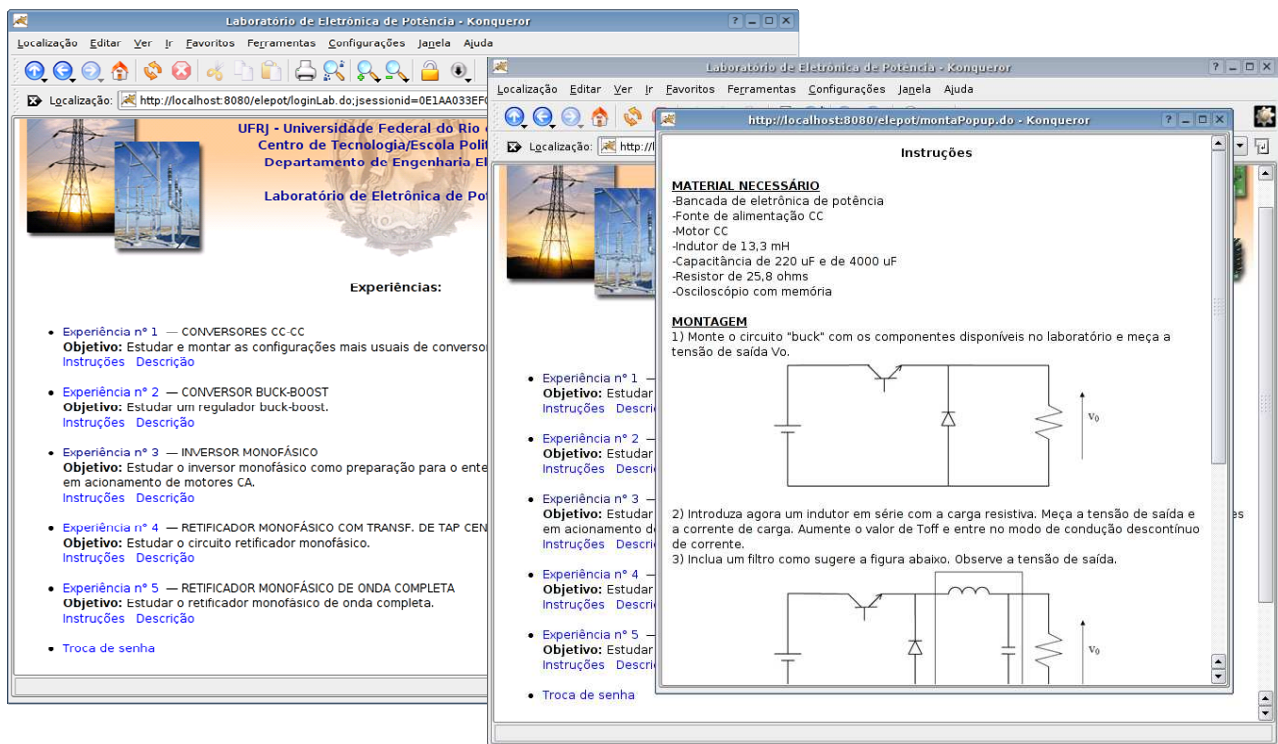 Laboratório de Eletrônica de Potência - Konqueror
Localização Editar Ver Ir Favoritos Ferramentas Configurações Janela Ajuda
Localização: http://localhost:8080/elepot/loginLab.do;jsessionid=0E1AA033EF
UFRJ - Universidade Federal do Rio
Centro de Tecnologia/Escola Polit
Departamento de Engenharia El
Laboratório de Eletrônica de Pot
Experiências:
• Experiência n° 1 — CONVERSORES CC-CC
Objetivo: Estudar e montar as configurações mais usuais de converso
Instruções Descrição
• Experiência n° 2 — CONVERSOR BUCK-BOOST
Objetivo: Estudar um regulador buck-boost.
Instruções Descrição
• Experiência n° 3 — INVERSOR MONOFÁSICO
Objetivo: Estudar o inversor monofásico como preparação para o ente
em acionamento de motores CA.
Instruções Descrição
• Experiência n° 4 — RETIFICADOR MONOFÁSICO COM TRANSF. DE TAP CEN
Objetivo: Estudar o circuito retificador monofásico.
Instruções Descrição
• Experiência n° 5 — RETIFICADOR MONOFÁSICO DE ONDA COMPLETA
Objetivo: Estudar o retificador monofásico de onda completa.
Instruções Descrição
• Troca de senha
Laboratório de Eletrônica de Potência - Konqueror
Localização Editar Ver Ir Favoritos Ferramentas Configurações Janela Ajuda
Localização: http://l
• Experiência n° 1 —
Objetivo: Estudar
Instruções Descri
• Experiência n° 2 —
Objetivo: Estudar
Instruções Descri
• Experiência n° 3 —
Objetivo: Estudar
em acionamento d
es
Instruções Descri
• Experiência n° 4 —
Objetivo: Estudar
Instruções Descri
• Experiência n° 5 —
Objetivo: Estudar
Instruções Descri
• Troca de senha
http://localhost:8080/elepot/montaPopup.do - Konqueror
Instruções
MATERIAL NECESSÁRIO
-Bancada de eletrônica de potência
-Fonte de alimentação CC
-Motor CC
-Indutor de 13,3 mH
-Capacitância de 220 uF e de 4000 uF
-Resistor de 25,8 ohms
-Osciloscópio com memória
MONTAGEM
1) Monte o circuito "buck" com os componentes disponíveis no laboratório e meça a
tensão de saída Vo.
v₀
2) Introduza agora um indutor em série com a carga resistiva. Meça a tensão de saída e
a corrente de carga. Aumente o valor de Toff e entre no modo de condução descontínuo
de corrente.
3) Inclua um filtro como sugere a figura abaixo. Observe a tensão de saída.
v₀